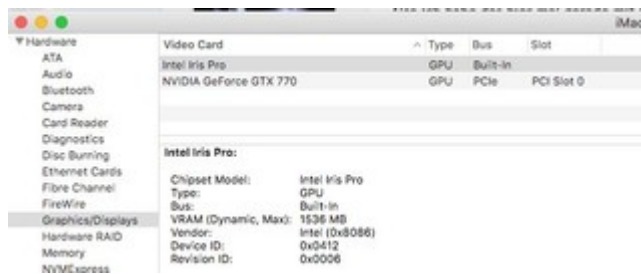 iMac
Hardware
ATA
Audio
Bluetooth
Camera
Card Reader
Diagnostics
Disc Burning
Ethernet Cards
Fibre Channel
FireWire
Graphics/Displays
Hardware RAID
Memory
NVMExpress
Video Card Type Bus Slot
Intel Iris Pro GPU Built-In
NVIDIA GeForce GTX 770 GPU PCIe PCI Slot 0
Intel Iris Pro:
Chipset Model: Intel Iris Pro
Type: GPU
Bus: Built-In
VRAM (Dynamic, Max): 1536 MB
Vendor: Intel (0x8086)
Device ID: 0x0412
Revision ID: 0x0006